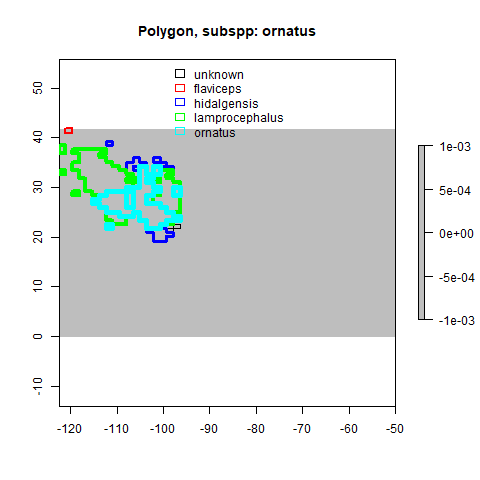 Polygon, subspp: ornatus
unknown
flaviceps
hidalgensis
lamprocephalus
ornatus
50
40
30
20
10
0
-10
-120
-110
-100
-90
-80
-70
-60
-50
1e-03
5e-04
0e+00
-5e-04
-1e-03